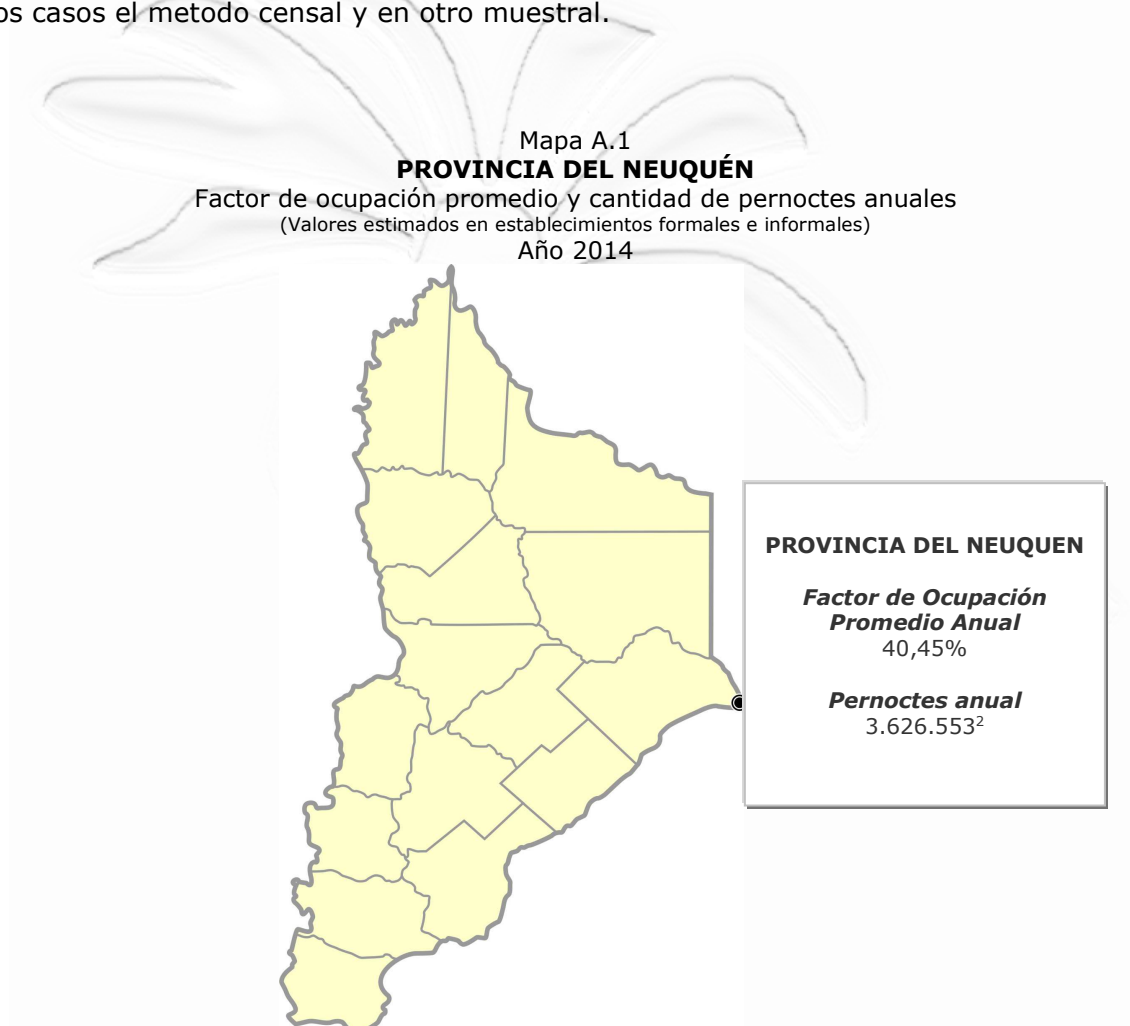 os casos el metodo censal y en otro muestral.
Mapa A.1
PROVINCIA DEL NEUQUÉN
Factor de ocupación promedio y cantidad de pernoctes anuales
(Valores estimados en establecimientos formales e informales)
Año 2014
PROVINCIA DEL NEUQUEN
Factor de Ocupación
Promedio Anual
40,45%
Pernoctes anual
3.626.553²